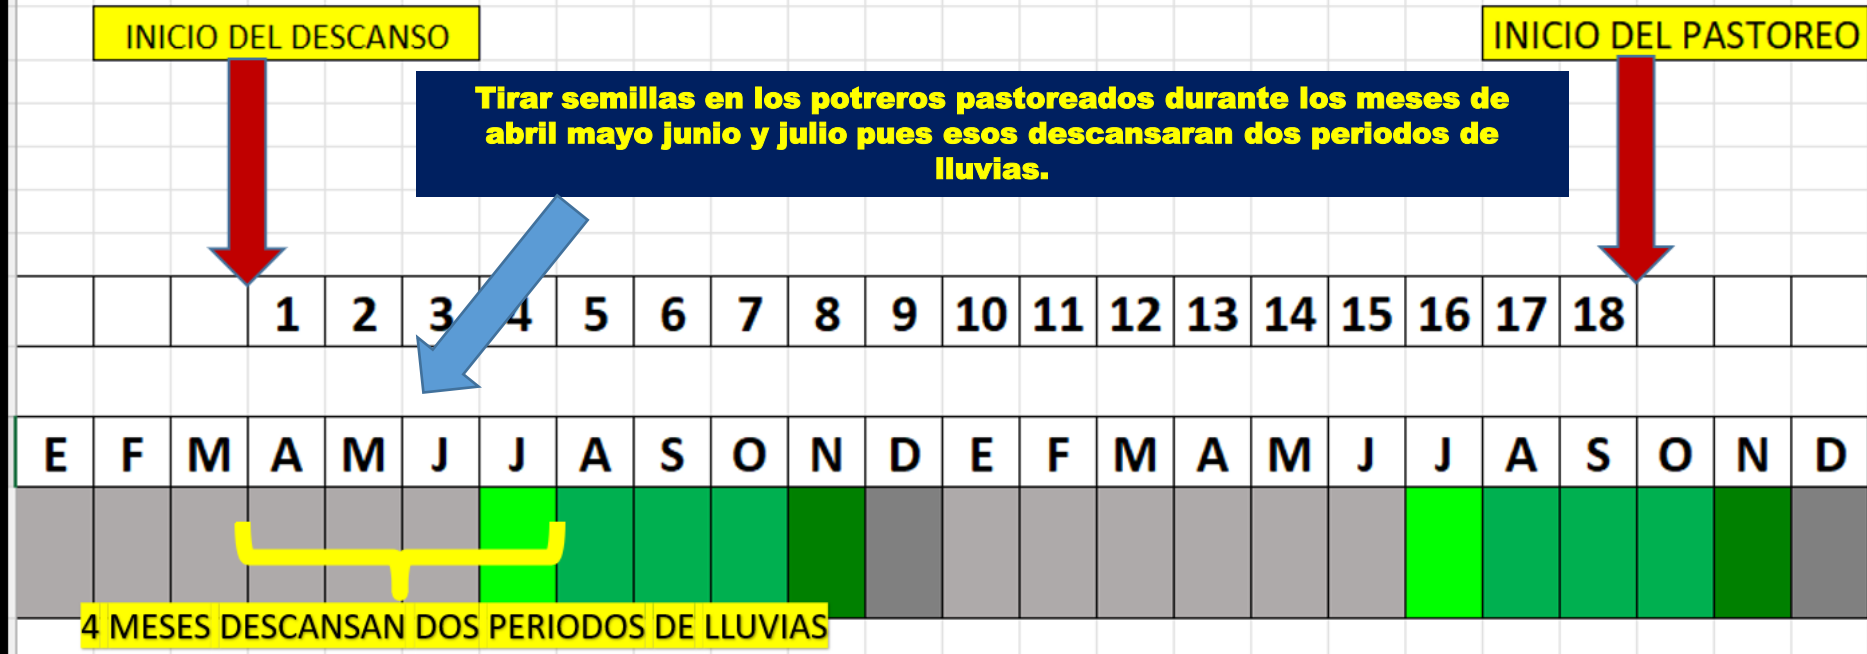 INICIO DEL DESCANSO
INICIO DEL PASTOREO
Tirar semillas en los potreros pastoreados durante los meses de
abril mayo junio y julio pues esos descansaran dos periodos de
lluvias.
1 2 3 4 5 6 7 8 9 10 11 12 13 14 15 16 17 18
E F M A M J J A S O N D E F M A M J J A S O N D
4 MESES DESCANSAN DOS PERIODOS DE LLUVIAS